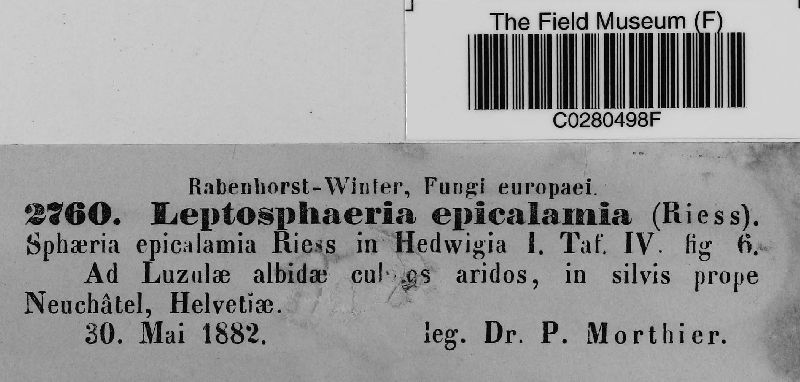 The Field Museum (F)
C0280498F
Rabenhorst-Winter, Fungi europaei.
2760. Leptosphaeria epicalamia (Riess).
Sphæria epicalamia Riess in Hedwigia I. Taf. IV. fig 6.
Ad Luzulæ albidæ aridos, in silvis prope
Neuchâtel, Helvetiæ.
30. Mai 1882. leg. Dr. P. Morthier.